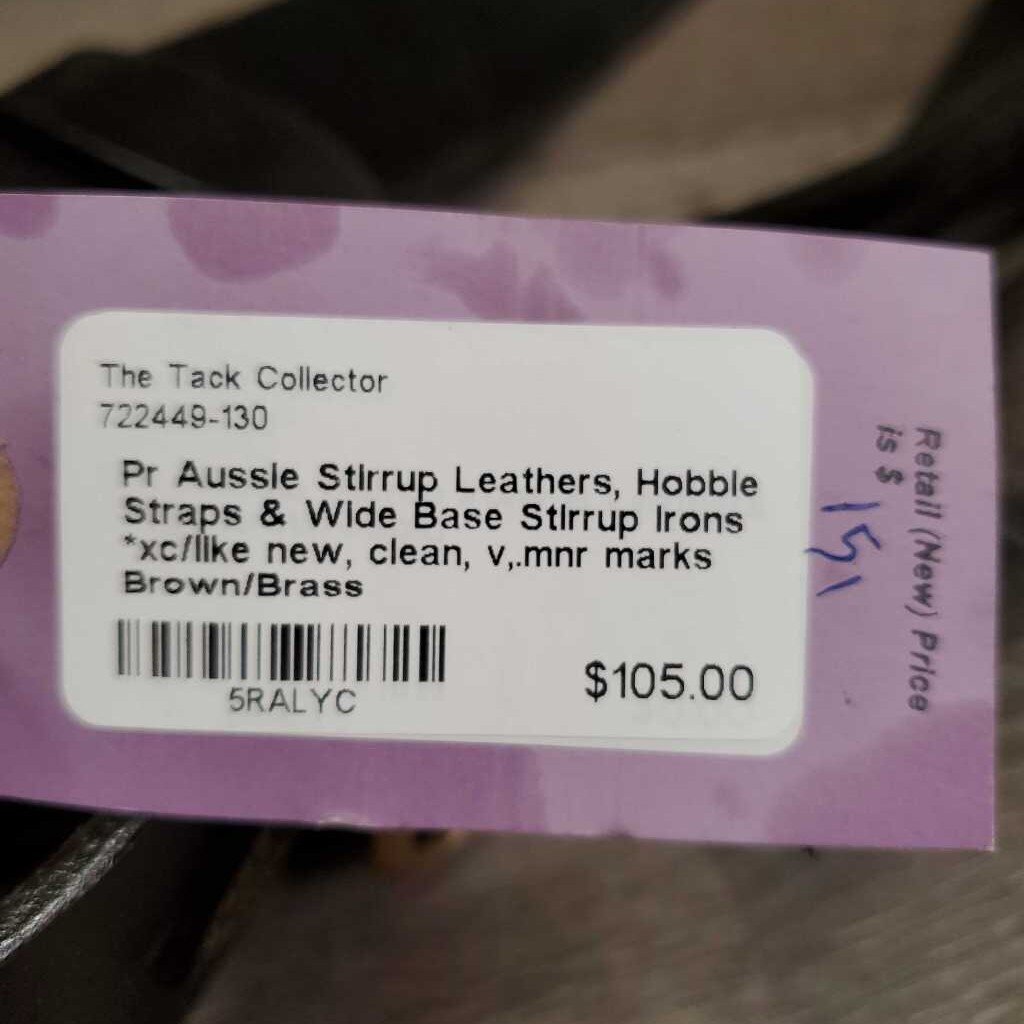 The Tack Collector
722449-130
Pr Aussie Stirrup Leathers, Hobble
Straps & Wide Base Stirrup Irons
*xc/like new, clean, v,.mnr marks
Brown/Brass
5RALYC
$105.00
Retail (New) Price
is $ 151